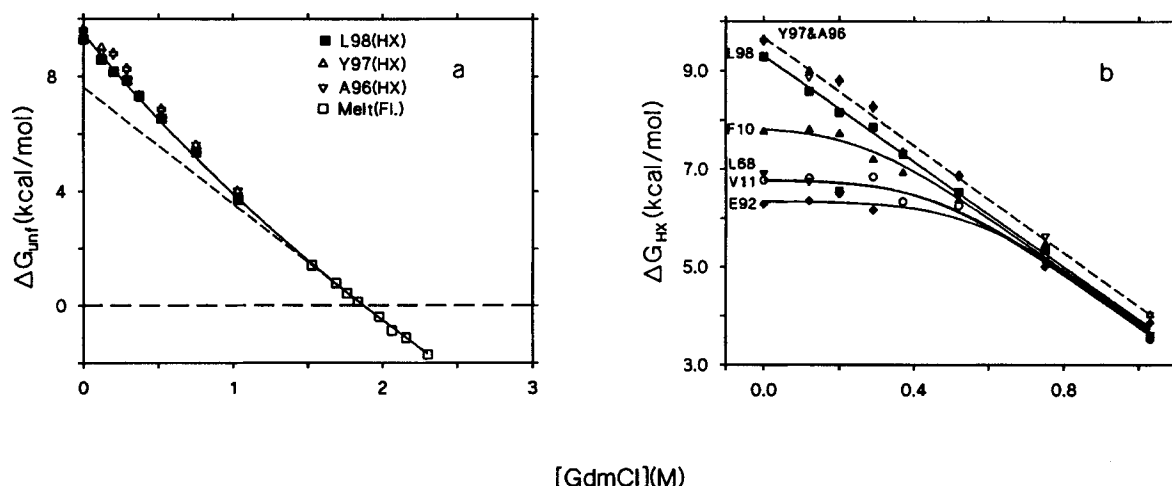 a
■ L98(HX)
△ Y97(HX)
▽ A96(HX)
□ Melt(Fl.)
ΔG_unf (kcal/mol)
8
4
0
0 1 2 3
b
Y97&A96
L98
F10
L68
V11
E92
ΔG_HX (kcal/mol)
9.0
7.0
5.0
3.0
0.0 0.4 0.8
[GdmCl](M)